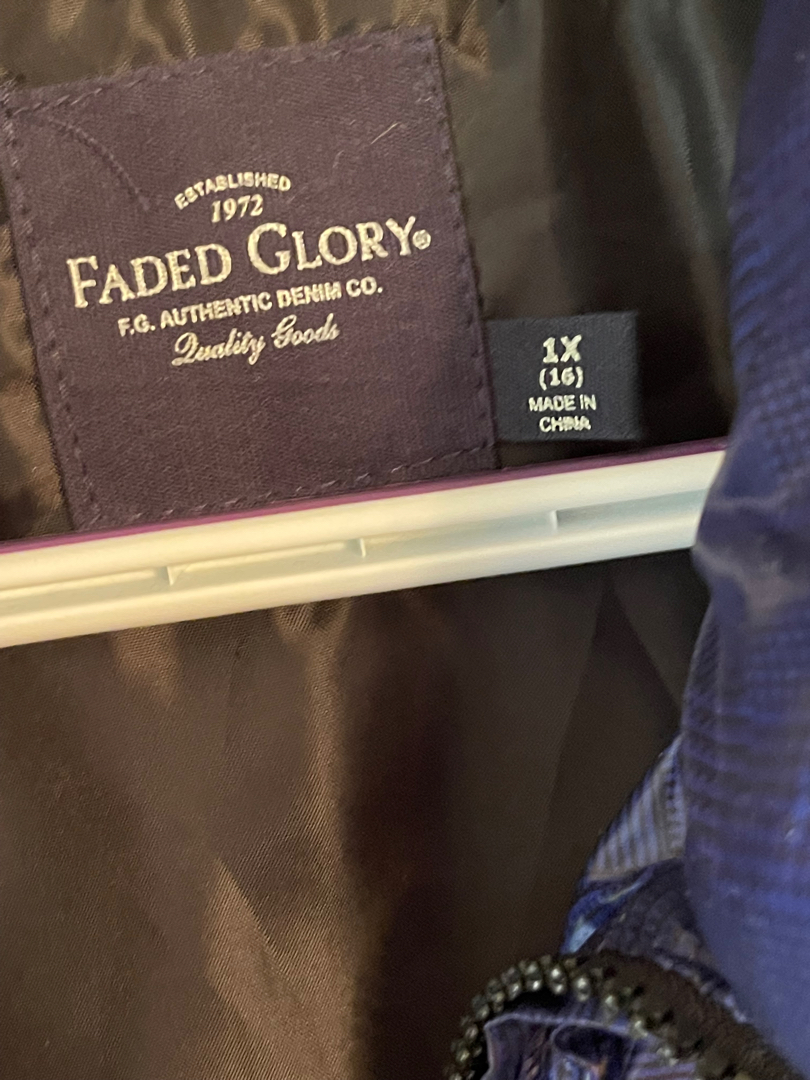 ESTABLISHED
1972
FADED GLORY®
F.G. AUTHENTIC DENIM CO.
Quality Goods
1X
(16)
MADE IN
CHINA